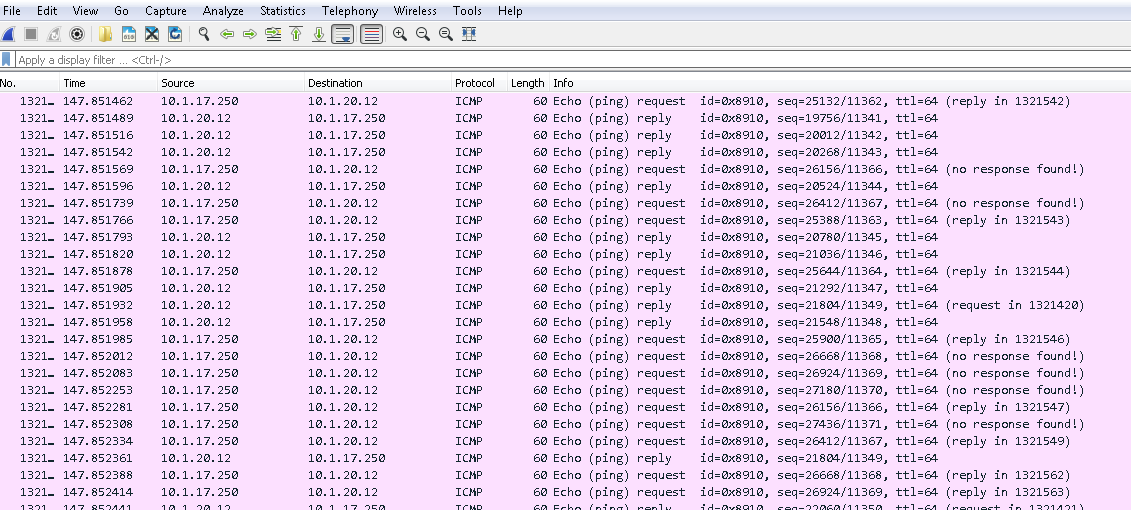 File Edit View Go Capture Analyze Statistics Telephony Wireless Tools Help
Apply a display filter ... <Ctrl-/>
No. Time Source Destination Protocol Length Info
1321… 147.851462 10.1.17.250 10.1.20.12 ICMP 60 Echo (ping) request id=0x8910, seq=25132/11362, ttl=64 (reply in 1321542)
1321… 147.851489 10.1.20.12 10.1.17.250 ICMP 60 Echo (ping) reply id=0x8910, seq=19756/11341, ttl=64
1321… 147.851516 10.1.20.12 10.1.17.250 ICMP 60 Echo (ping) reply id=0x8910, seq=20012/11342, ttl=64
1321… 147.851542 10.1.20.12 10.1.17.250 ICMP 60 Echo (ping) reply id=0x8910, seq=20268/11343, ttl=64
1321… 147.851569 10.1.17.250 10.1.20.12 ICMP 60 Echo (ping) request id=0x8910, seq=26156/11366, ttl=64 (no response found!)
1321… 147.851596 10.1.20.12 10.1.17.250 ICMP 60 Echo (ping) reply id=0x8910, seq=20524/11344, ttl=64
1321… 147.851739 10.1.17.250 10.1.20.12 ICMP 60 Echo (ping) request id=0x8910, seq=26412/11367, ttl=64 (no response found!)
1321… 147.851766 10.1.17.250 10.1.20.12 ICMP 60 Echo (ping) request id=0x8910, seq=25388/11363, ttl=64 (reply in 1321543)
1321… 147.851793 10.1.20.12 10.1.17.250 ICMP 60 Echo (ping) reply id=0x8910, seq=20780/11345, ttl=64
1321… 147.851820 10.1.20.12 10.1.17.250 ICMP 60 Echo (ping) reply id=0x8910, seq=21036/11346, ttl=64
1321… 147.851878 10.1.17.250 10.1.20.12 ICMP 60 Echo (ping) request id=0x8910, seq=25644/11364, ttl=64 (reply in 1321544)
1321… 147.851905 10.1.20.12 10.1.17.250 ICMP 60 Echo (ping) reply id=0x8910, seq=21292/11347, ttl=64
1321… 147.851932 10.1.20.12 10.1.17.250 ICMP 60 Echo (ping) reply id=0x8910, seq=21804/11349, ttl=64 (request in 1321420)
1321… 147.851958 10.1.20.12 10.1.17.250 ICMP 60 Echo (ping) reply id=0x8910, seq=21548/11348, ttl=64
1321… 147.851985 10.1.17.250 10.1.20.12 ICMP 60 Echo (ping) request id=0x8910, seq=25900/11365, ttl=64 (reply in 1321546)
1321… 147.852012 10.1.17.250 10.1.20.12 ICMP 60 Echo (ping) request id=0x8910, seq=26668/11368, ttl=64 (no response found!)
1321… 147.852083 10.1.17.250 10.1.20.12 ICMP 60 Echo (ping) request id=0x8910, seq=26924/11369, ttl=64 (no response found!)
1321… 147.852253 10.1.17.250 10.1.20.12 ICMP 60 Echo (ping) request id=0x8910, seq=27180/11370, ttl=64 (no response found!)
1321… 147.852281 10.1.17.250 10.1.20.12 ICMP 60 Echo (ping) request id=0x8910, seq=26156/11366, ttl=64 (reply in 1321547)
1321… 147.852308 10.1.17.250 10.1.20.12 ICMP 60 Echo (ping) request id=0x8910, seq=27436/11371, ttl=64 (no response found!)
1321… 147.852334 10.1.17.250 10.1.20.12 ICMP 60 Echo (ping) request id=0x8910, seq=26412/11367, ttl=64 (reply in 1321549)
1321… 147.852361 10.1.20.12 10.1.17.250 ICMP 60 Echo (ping) reply id=0x8910, seq=21804/11349, ttl=64
1321… 147.852388 10.1.17.250 10.1.20.12 ICMP 60 Echo (ping) request id=0x8910, seq=26668/11368, ttl=64 (reply in 1321562)
1321… 147.852414 10.1.17.250 10.1.20.12 ICMP 60 Echo (ping) request id=0x8910, seq=26924/11369, ttl=64 (reply in 1321563)
1321… 147.852441 10.1.20.12 10.1.17.250 ICMP 60 Echo (ping) reply id=0x8910, seq=22060/11350, ttl=64 (request in 1321421)